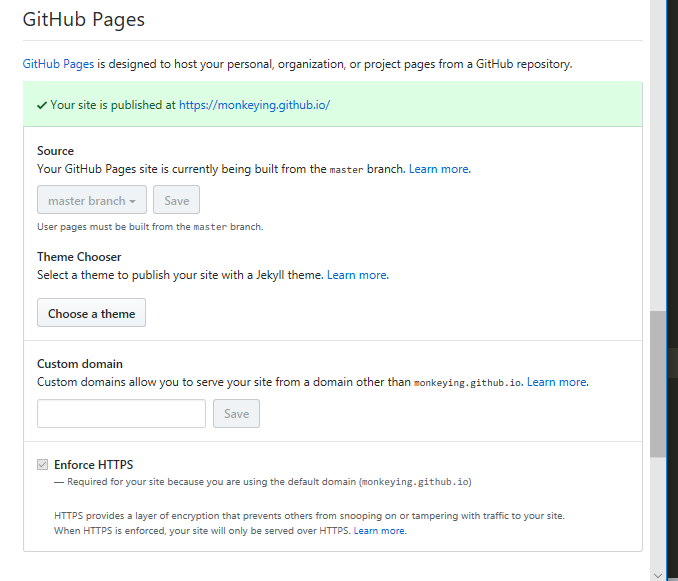 GitHub Pages
GitHub Pages is designed to host your personal, organization, or project pages from a GitHub repository.
✓ Your site is published at https://monkeying.github.io/
Source
Your GitHub Pages site is currently being built from the master branch. Learn more.
master branch Save
User pages must be built from the master branch.
Theme Chooser
Select a theme to publish your site with a Jekyll theme. Learn more.
Choose a theme
Custom domain
Custom domains allow you to serve your site from a domain other than monkeying.github.io. Learn more.
Save
Enforce HTTPS
— Required for your site because you are using the default domain (monkeying.github.io)
HTTPS provides a layer of encryption that prevents others from snooping on or tampering with traffic to your site.
When HTTPS is enforced, your site will only be served over HTTPS. Learn more.